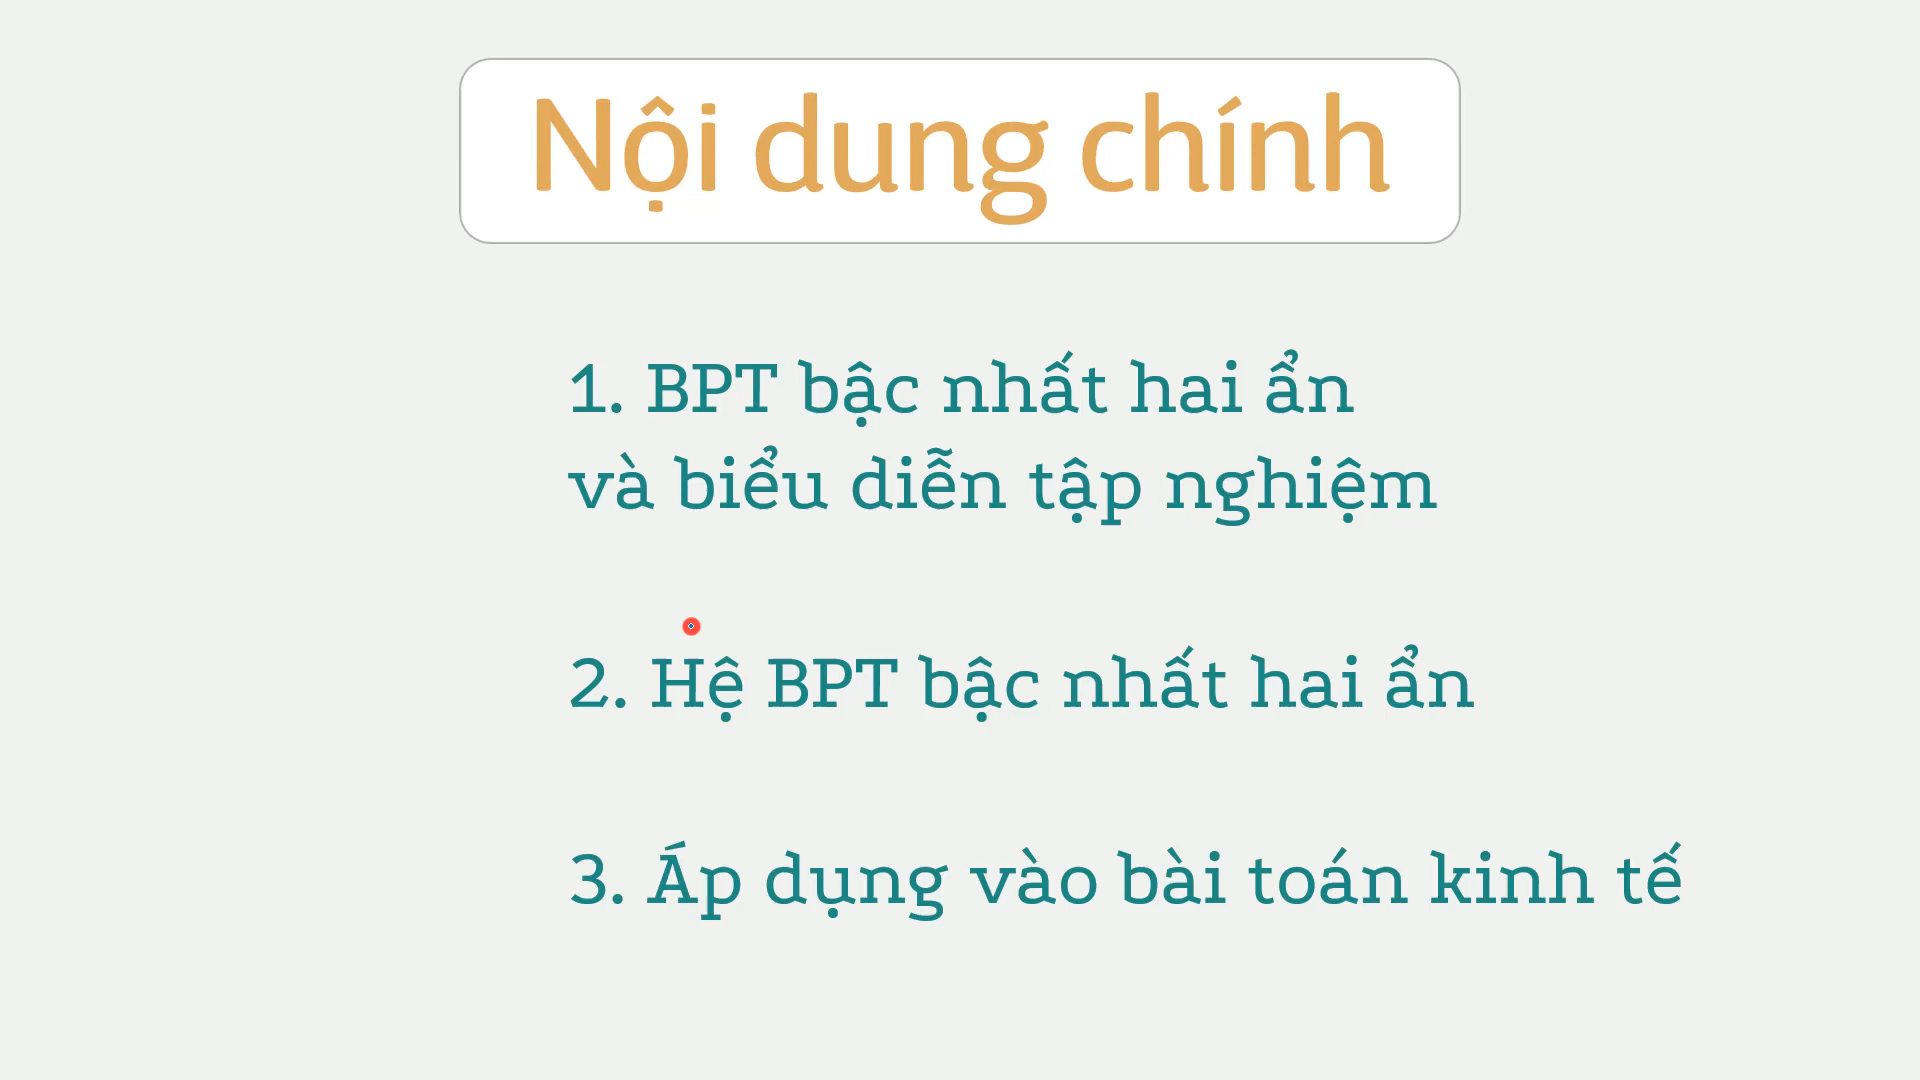 Nội dung chính
1. BPT bậc nhất hai ẩn
và biểu diễn tập nghiệm
2. Hệ BPT bậc nhất hai ẩn
3. Áp dụng vào bài toán kinh tế